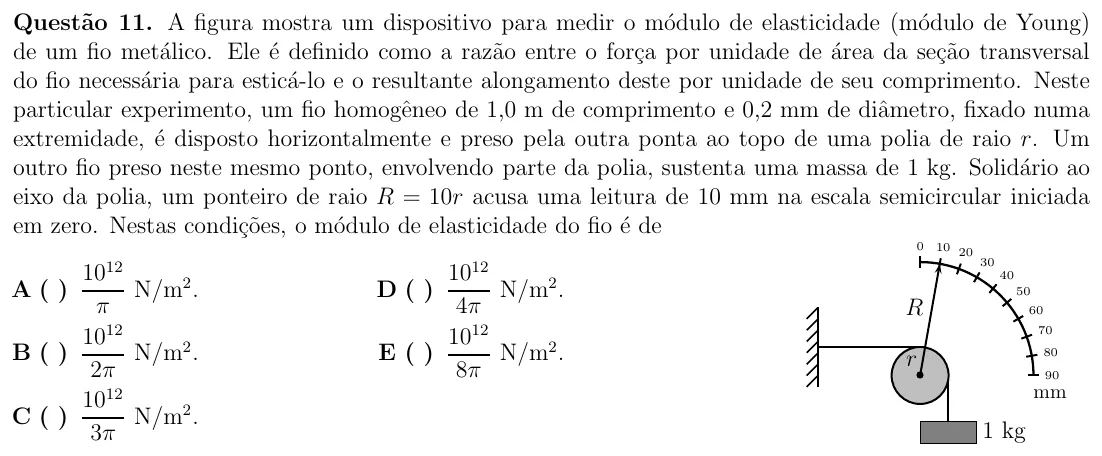 Questão 11. A figura mostra um dispositivo para medir o módulo de elasticidade (módulo de Young)
de um fio metálico. Ele é definido como a razão entre o força por unidade de área da seção transversal
do fio necessária para esticá-lo e o resultante alongamento deste por unidade de seu comprimento. Neste
particular experimento, um fio homogêneo de 1,0 m de comprimento e 0,2 mm de diâmetro, fixado numa
extremidade, é disposto horizontalmente e preso pela outra ponta ao topo de uma polia de raio r. Um
outro fio preso neste mesmo ponto, envolvendo parte da polia, sustenta uma massa de 1 kg. Solidário ao
eixo da polia, um ponteiro de raio R = 10r acusa uma leitura de 10 mm na escala semicircular iniciada
em zero. Nestas condições, o módulo de elasticidade do fio é de
A ( ) 10^12/π N/m².
B ( ) 10^12/2π N/m².
C ( ) 10^12/3π N/m².
D ( ) 10^12/4π N/m².
E ( ) 10^12/8π N/m².
0
10
20
30
40
50
60
70
80
90
mm
R
r
1 kg